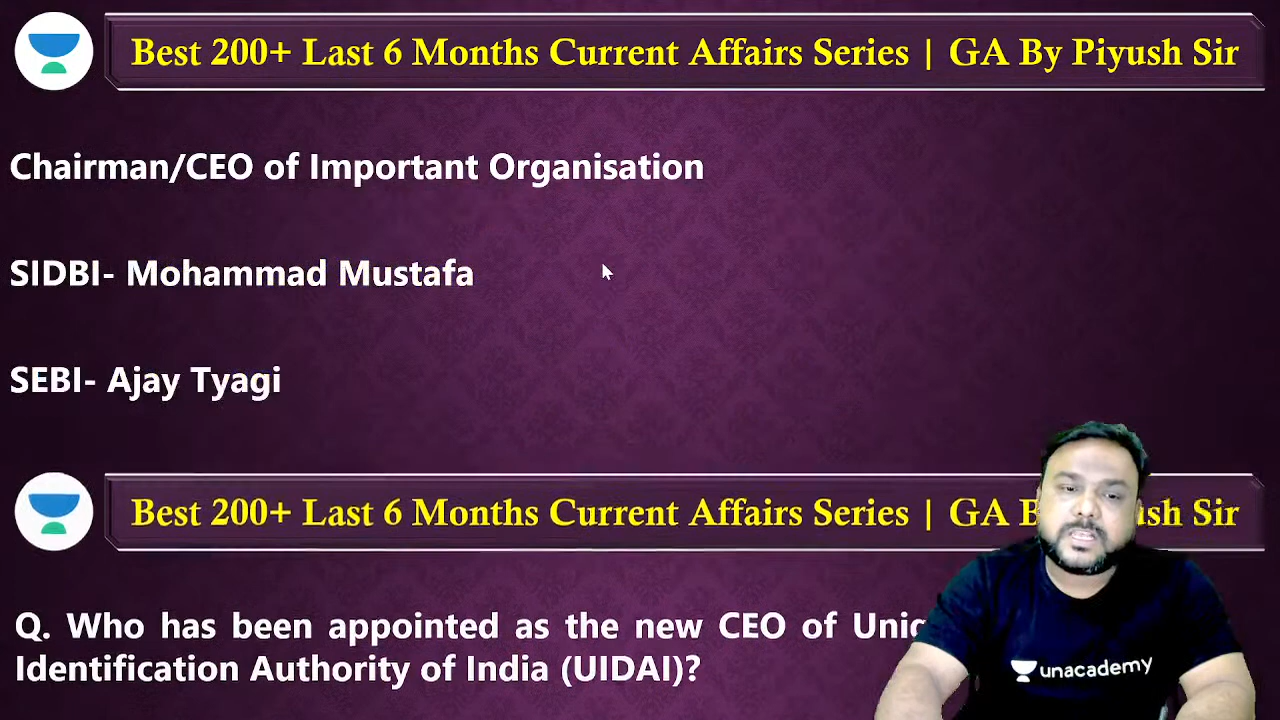 Best 200+ Last 6 Months Current Affairs Series | GA By Piyush Sir
Chairman/CEO of Important Organisation
SIDBI- Mohammad Mustafa
SEBI- Ajay Tyagi
Best 200+ Last 6 Months Current Affairs Series | GA Sir
Q. Who has been appointed as the new CEO of
Identification Authority of India (UIDAI)?
unacademy